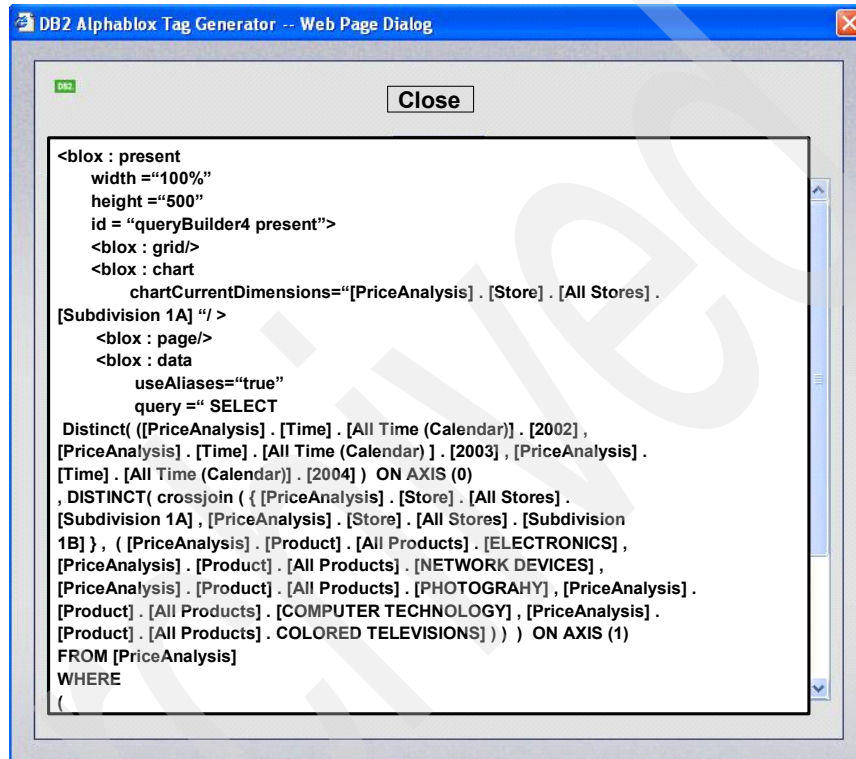 DB2 Alphablox Tag Generator -- Web Page Dialog
DB2.
Close
<blox : present
width ="100%"
height ="500"
id = "queryBuilder4 present">
<blox : grid/>
<blox : chart
chartCurrentDimensions="[PriceAnalysis] . [Store] . [All Stores] .
[Subdivision 1A] "/ >
<blox : page/>
<blox : data
useAliases="true"
query =" SELECT
Distinct( ([PriceAnalysis] . [Time] . [All Time (Calendar)] . [2002] ,
[PriceAnalysis] . [Time] . [All Time (Calendar) ] . [2003] , [PriceAnalysis] .
[Time] . [All Time (Calendar)] . [2004] )  ON AXIS (0)
, DISTINCT( crossjoin ( { [PriceAnalysis] . [Store] . [All Stores] .
[Subdivision 1A] , [PriceAnalysis] . [Store] . [All Stores] . [Subdivision
1B] } ,  ( [PriceAnalysis] . [Product] . [All Products] . [ELECTRONICS] ,
[PriceAnalysis] . [Product] . [All Products] . [NETWORK DEVICES] ,
[PriceAnalysis] . [Product] . [All Products] . [PHOTOGRAHY] , [PriceAnalysis] .
[Product] . [All Products] . [COMPUTER TECHNOLOGY] , [PriceAnalysis] .
[Product] . [All Products] . COLORED TELEVISIONS] ) )  )  ON AXIS (1)
FROM [PriceAnalysis]
WHERE
(